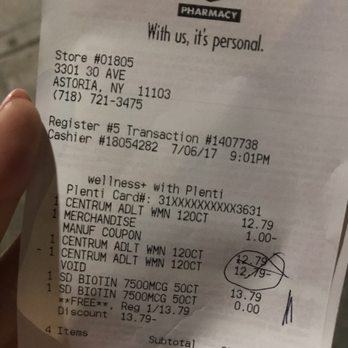 PHARMACY
With us, it's personal.
Store #01805
3301 30 AVE
ASTORIA, NY 11103
(718) 721-3475
Register #5 Transaction #1407738
Cashier #18054282 7/06/17 9:01PM
wellness+ with Plenti
Plenti Card#: 31XXXXXXXXXX3631
1 CENTRUM ADLT WMN 120CT 12.79
1 MERCHANDISE 1.00-
MANUF COUPON
1 CENTRUM ADLT WMN 120CT 12.79
- 1 CENTRUM ADLT WMN 120CT 12.79-
VOID
1 SD BIOTIN 7500MCG 50CT 13.79
1 SD BIOTIN 7500MCG 50CT 0.00
**FREE**. Reg 1/13.79
Discount 13.79-
4 Items Subtotal